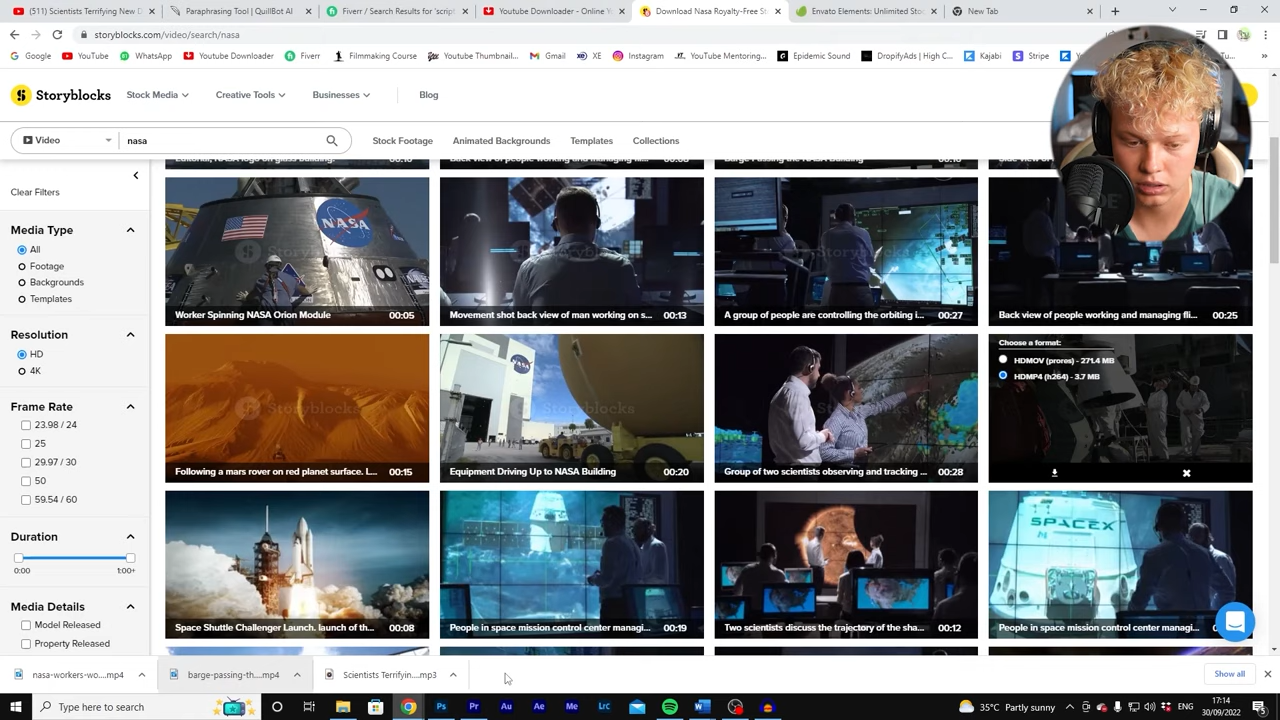 (511) Scientists Terrifying New D
Paraphrasing Tool | QuillBot AI
Fiverr / Search Results for 'script
Youtube Downloader - Online Y
Download Nasa Royalty-Free St
Envato Elements: Unlimited Sto
New Tab
storyblocks.com/video/search/nasa
Google
YouTube
WhatsApp
Youtube Downloader
Fiverr
Filmmaking Course
Youtube Thumbnail...
Gmail
XE
Instagram
YouTube Mentoring...
Epidemic Sound
DropifyAds | High C...
Kajabi
Stripe
Storyblocks
Stock Media
Creative Tools
Businesses
Blog
Video
nasa
Stock Footage
Animated Backgrounds
Templates
Collections
Clear Filters
Media Type
All
Footage
Backgrounds
Templates
Resolution
HD
4K
Frame Rate
23.98 / 24
25
29.97 / 30
50
59.54 / 60
Duration
0:00
1:00+
Media Details
Model Released
Property Released
NASA
Worker Spinning NASA Orion Module
00:05
Movement shot back view of man working on s...
00:13
A group of people are controlling the orbiting i...
00:27
Back view of people working and managing fli...
00:25
Storyblocks
Following a mars rover on red planet surface. L...
00:15
Equipment Driving Up to NASA Building
00:20
Group of two scientists observing and tracking ...
00:28
Choose a format:
HDMOV (prores) - 271.4 MB
HDMP4 (h264) - 3.7 MB
Space Shuttle Challenger Launch. launch of th...
00:08
People in space mission control center managi...
00:19
Two scientists discuss the trajectory of the sha...
00:12
SPACEX
People in space mission control center managi...
nasa-workers-wo....mp4
barge-passing-th....mp4
Scientists Terrifyin....mp3
Show all
Type here to search
Ps
Pr
Au
Ae
Me
Lrc
35°C Partly sunny
ENG
17:14
30/09/2022